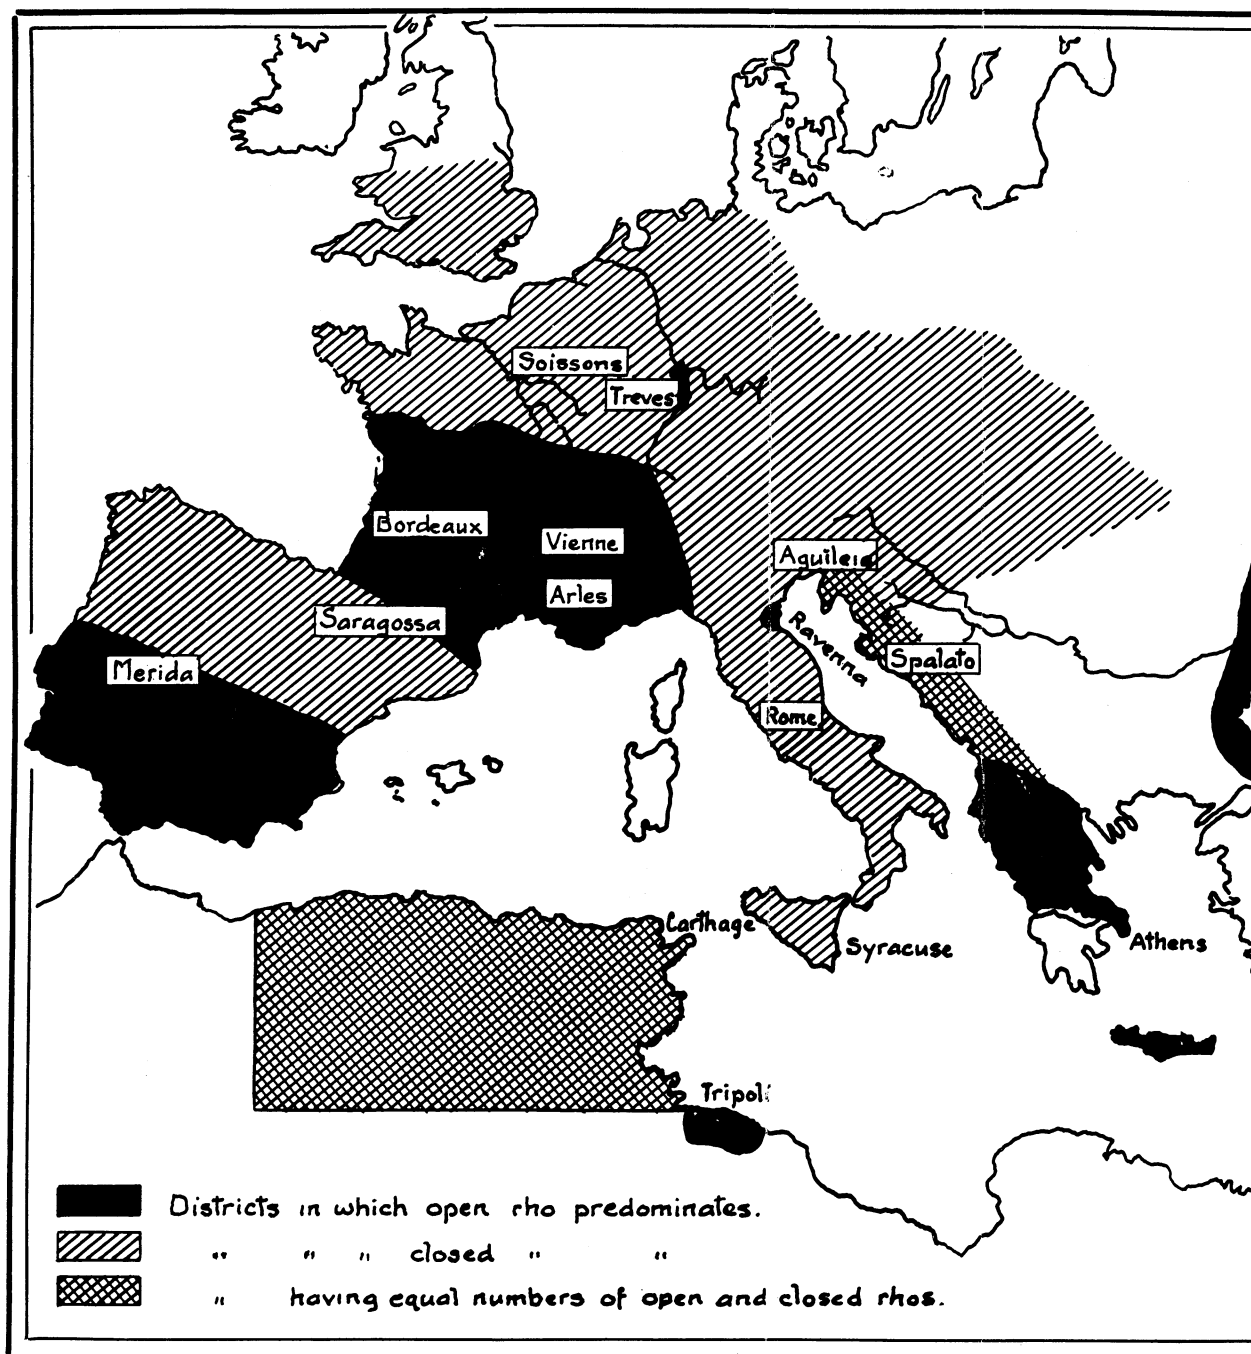 Soissons
Treves
Bordeaux
Vienne
Aquileia
Arles
Saragossa
Ravenna
Merida
Spalato
Rome
Carthage
Syracuse
Athens
Tripoli
Districts in which open rho predominates.
" " " closed " "
" having equal numbers of open and closed rhos.